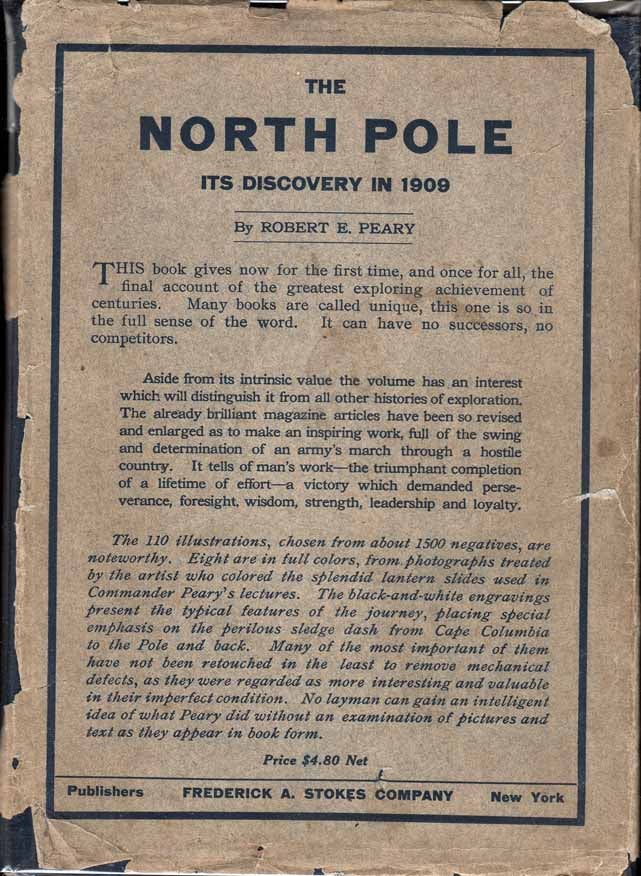 THE
NORTH POLE
ITS DISCOVERY IN 1909
By ROBERT E. PEARY
THIS book gives now for the first time, and once for all, the
final account of the greatest exploring achievement of
centuries. Many books are called unique, this one is so in
the full sense of the word. It can have no successors, no
competitors.
Aside from its intrinsic value the volume has an interest
which will distinguish it from all other histories of exploration.
The already brilliant magazine articles have been so revised
and enlarged as to make an inspiring work, full of the swing
and determination of an army's march through a hostile
country. It tells of man's work—the triumphant completion
of a lifetime of effort—a victory which demanded perse-
verance, foresight, wisdom, strength, leadership and loyalty.
The 110 illustrations, chosen from about 1500 negatives, are
noteworthy. Eight are in full colors, from photographs treated
by the artist who colored the splendid lantern slides used in
Commander Peary's lectures. The black-and-white engravings
present the typical features of the journey, placing special
emphasis on the perilous sledge dash from Cape Columbia
to the Pole and back. Many of the most important of them
have not been retouched in the least to remove mechanical
defects, as they were regarded as more interesting and valuable
in their imperfect condition. No layman can gain an intelligent
idea of what Peary did without an examination of pictures and
text as they appear in book form.
Price $4.80 Net
Publishers FREDERICK A. STOKES COMPANY New York